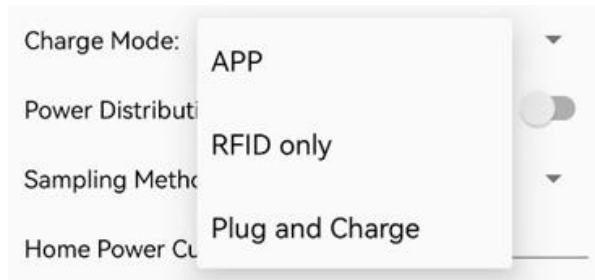 Charge Mode:
APP
Power Distributi
RFID only
Sampling Metho
Plug and Charge
Home Power Cu